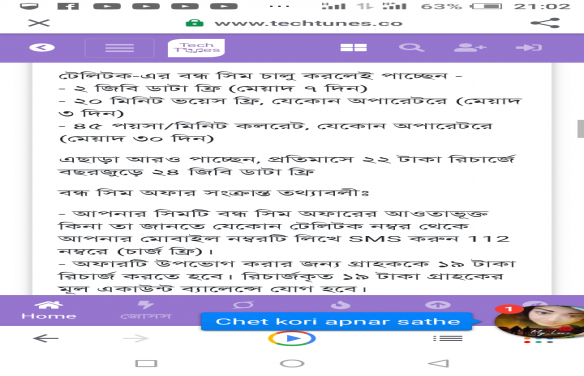 63% 21:02
www.techtunes.co
Tech
Tunes
টেলিটক-এর বন্ধ সিম চালু করলেই পাচ্ছেন -
- ২ জিবি ডাটা ফ্রি (মেয়াদ ৭ দিন)
- ২০ মিনিট ভয়েস ফ্রি, যেকোন অপারেটরে (মেয়াদ
৩ দিন)
- ৪৫ পয়সা/মিনিট কলরেট, যেকোন অপারেটরে
(মেয়াদ ৩০ দিন)
এছাড়া আরও পাচ্ছেন, প্রতিমাসে ২২ টাকা রিচার্জে
বছরজুড়ে ২৪ জিবি ডাটা ফ্রি
বন্ধ সিম অফার সংক্রান্ত তথ্যাবলীঃ
- আপনার সিমটি বন্ধ সিম অফারের আওতাভূক্ত
কিনা তা জানতে যেকোন টেলিটক নম্বর থেকে
আপনার মোবাইল নম্বরটি লিখে SMS করুন 112
নম্বরে (চার্জ ফ্রি)।
- অফারটি উপভোগ করার জন্য গ্রাহককে ১৯ টাকা
রিচার্জ করতে হবে। রিচার্জকৃত ১৯ টাকা গ্রাহকের
মূল একাউন্ট ব্যালেন্সে যোগ হবে।
Home
জোসস
Chet kori apnar sathe
1